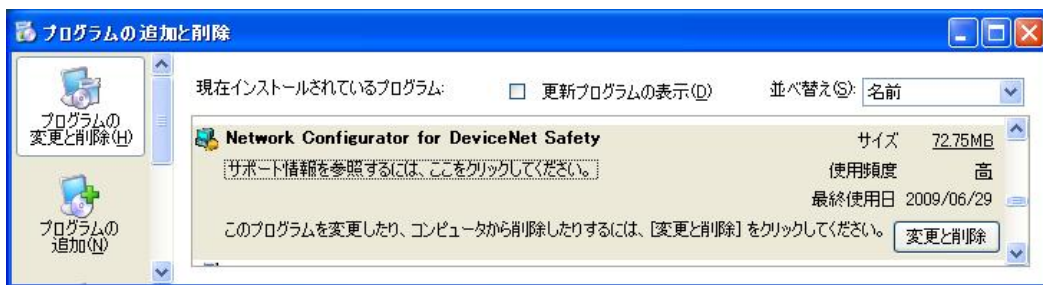 プログラムの追加と削除
プログラムの
変更と削除(H)
プログラムの
追加(N)
現在インストールされているプログラム:
更新プログラムの表示(D)
並べ替え(S):
名前
Network Configurator for DeviceNet Safety
サイズ 72.75MB
サポート情報を参照するには、ここをクリックしてください。
使用頻度 高
最終使用日 2009/06/29
このプログラムを変更したり、コンピュータから削除したりするには、[変更と削除] をクリックしてください。
変更と削除